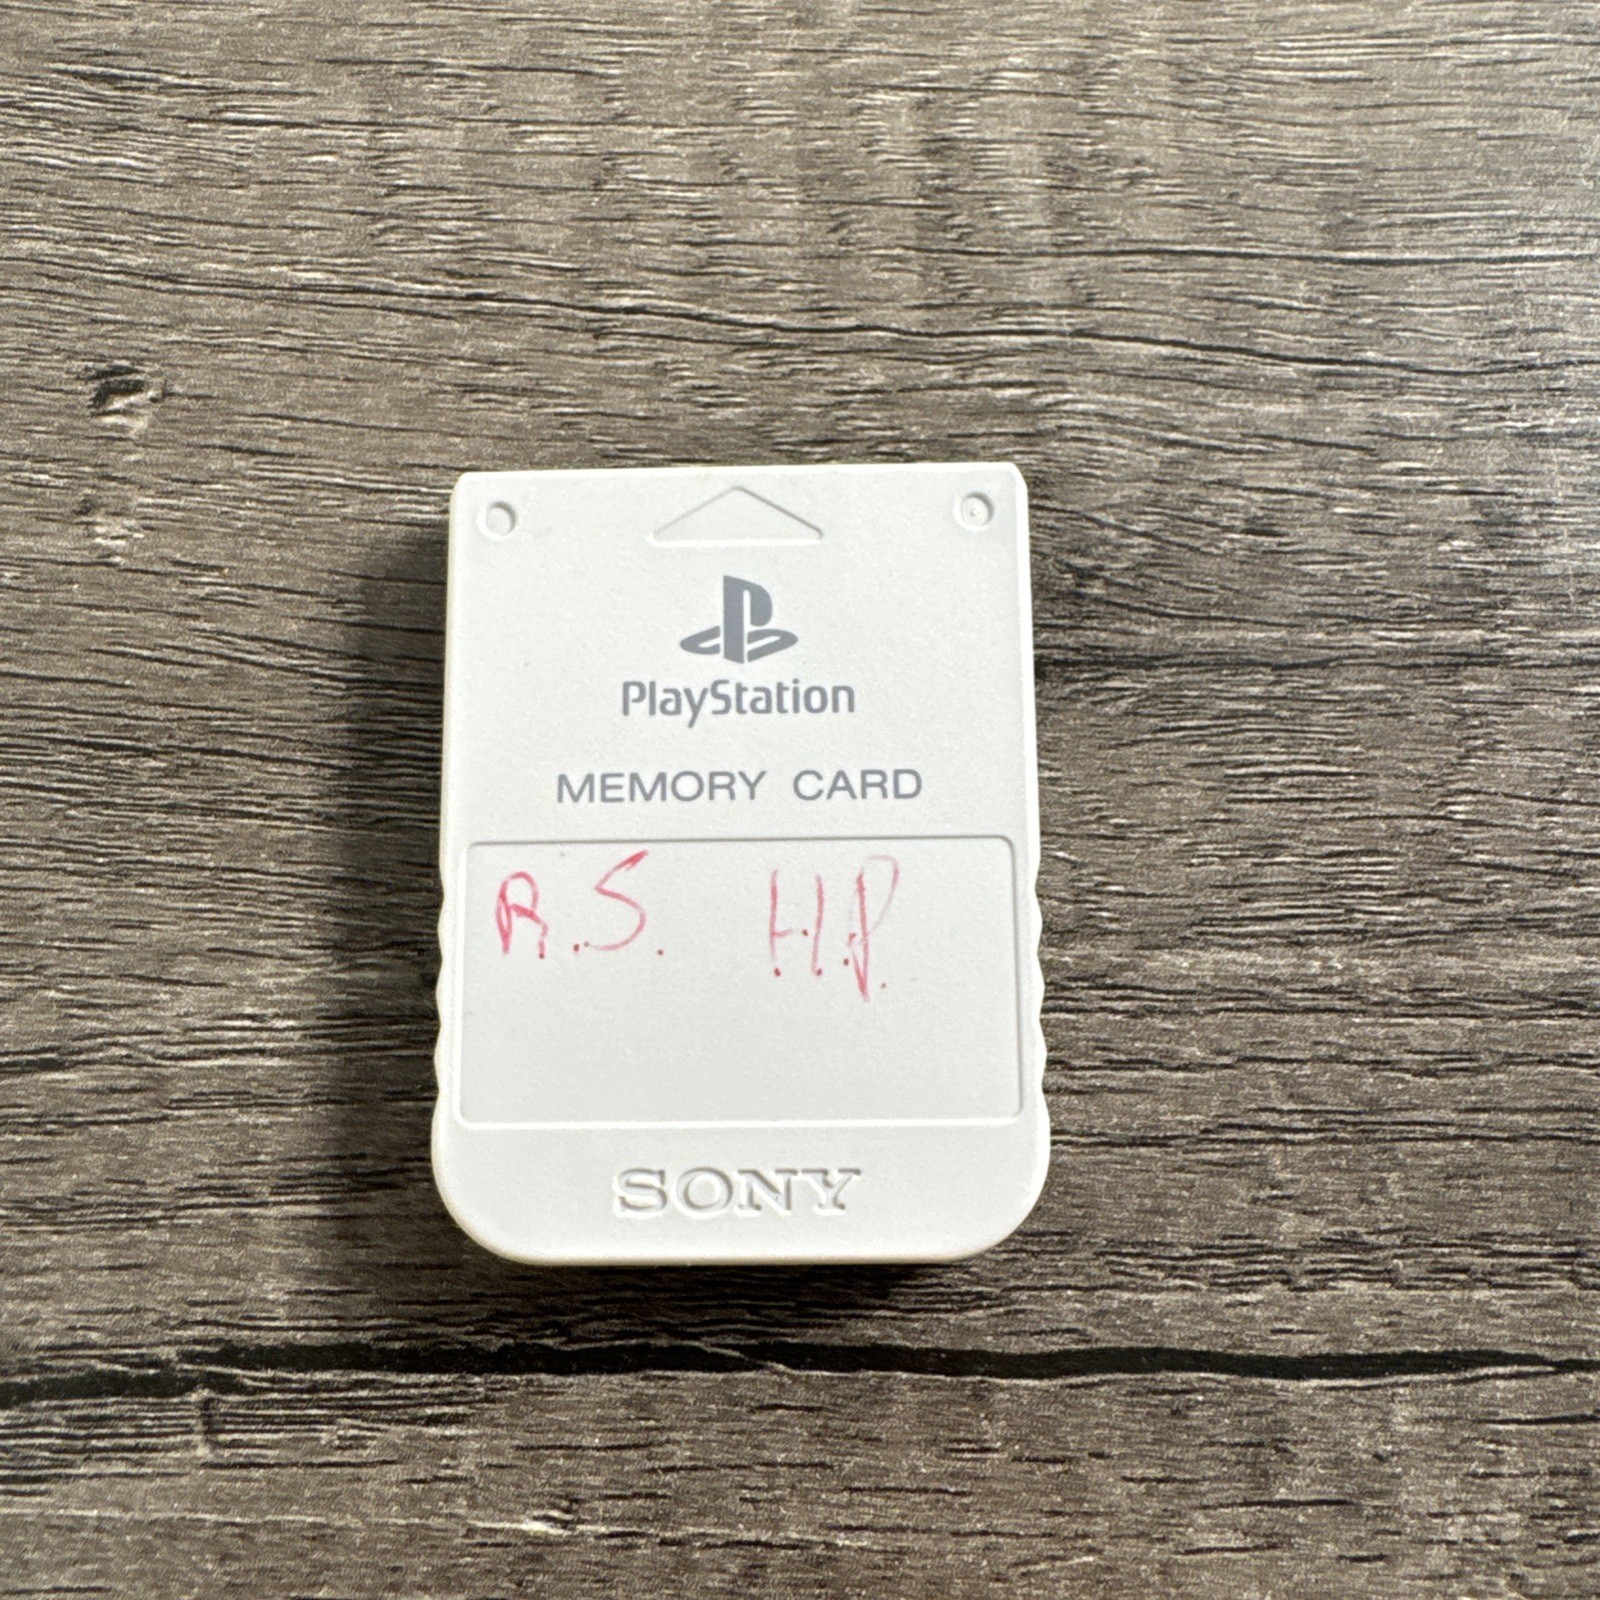 PlayStation
MEMORY CARD
R.S. H.P.
SONY